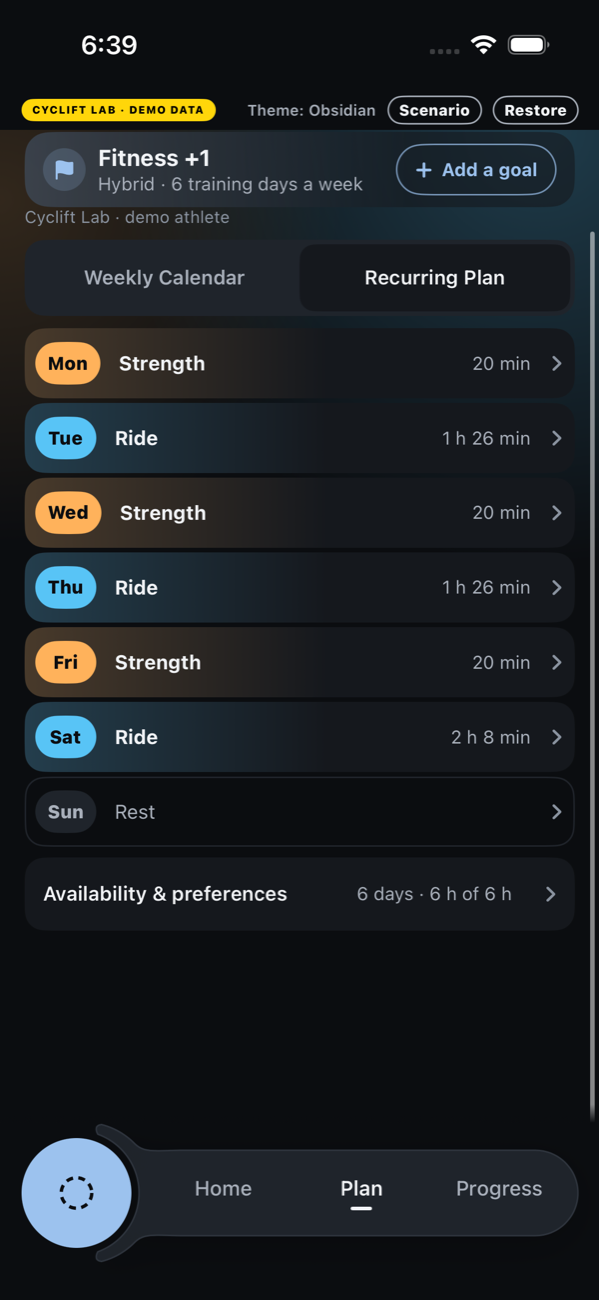 6:39
CYCLIFT LAB · DEMO DATA
Theme: Obsidian
Scenario
Restore
Fitness +1
Hybrid · 6 training days a week
+ Add a goal
Cyclift Lab · demo athlete
Weekly Calendar
Recurring Plan
Mon Strength 20 min
Tue Ride 1 h 26 min
Wed Strength 20 min
Thu Ride 1 h 26 min
Fri Strength 20 min
Sat Ride 2 h 8 min
Sun Rest
Availability & preferences 6 days · 6 h of 6 h
Home
Plan
Progress